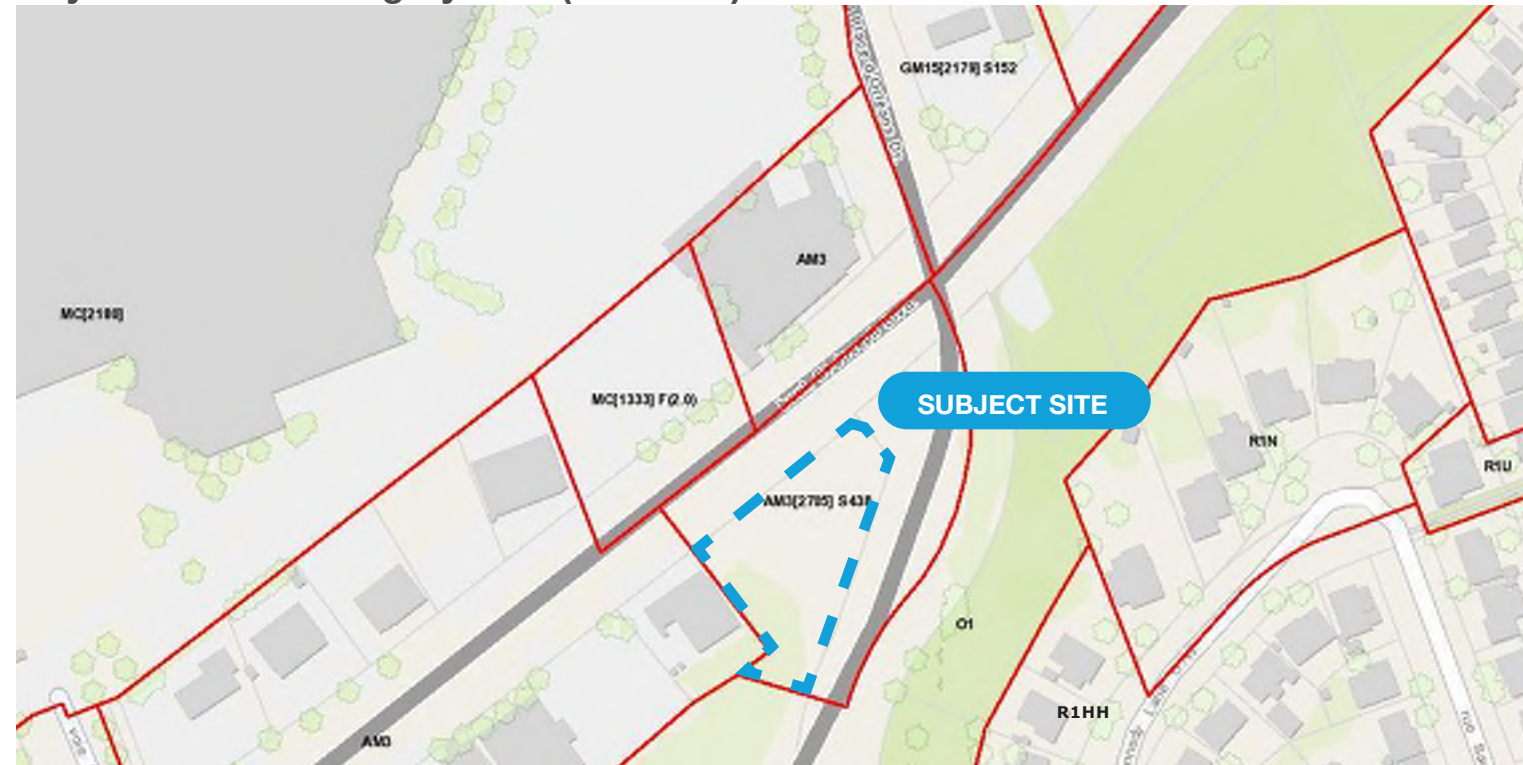 GM15[2179] S152
AM3
MC[2188]
MC[1333] F(2.0)
SUBJECT SITE
R1N
R1U
AM3[2785] S438
O1
R1HH
AM3